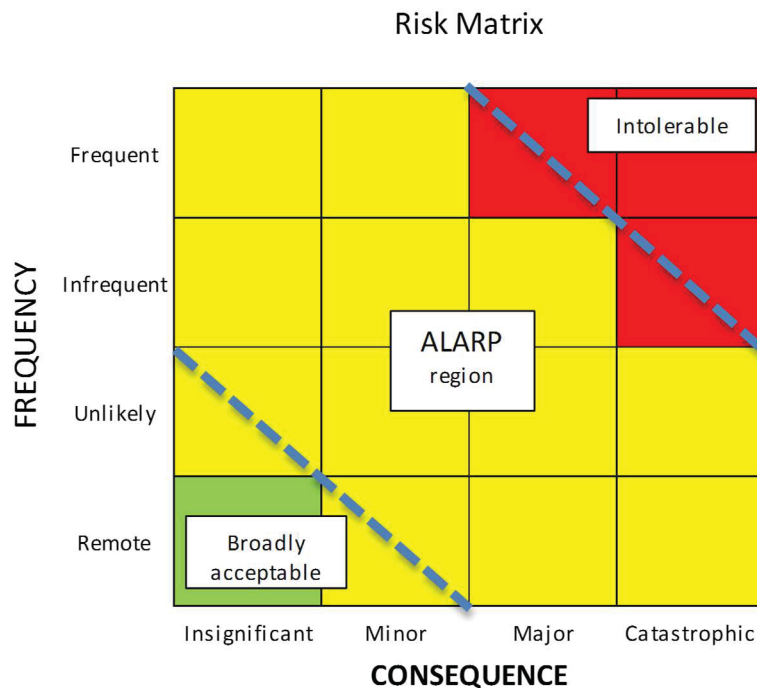 Risk Matrix
Intolerable
Frequent
Infrequent
ALARP
region
Unlikely
Remote
Broadly
acceptable
FREQUENCY
Insignificant Minor Major Catastrophic
CONSEQUENCE